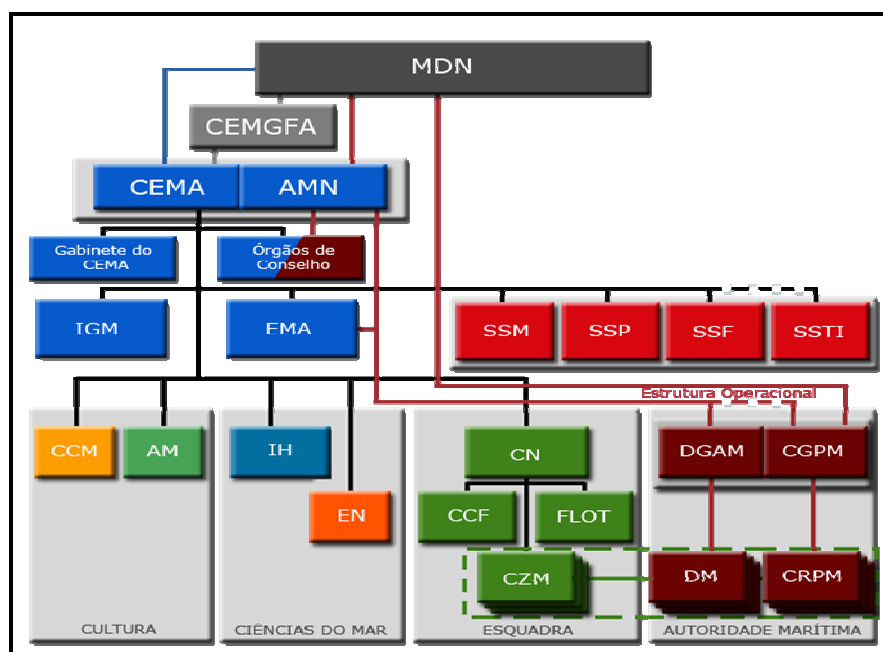 MDN
CEMGFA
CEMA
AMN
Gabinete do
CEMA
Órgãos de
Conselho
IGM
EMA
SSM
SSP
SSF
SSTI
Estrutura Operacional
CCM
AM
IH
EN
CN
CCF
FLOT
CZM
DGAM
CGPM
DM
CRPM
CULTURA
CIÊNCIAS DO MAR
ESQUADRA
AUTORIDADE MARÍTIMA